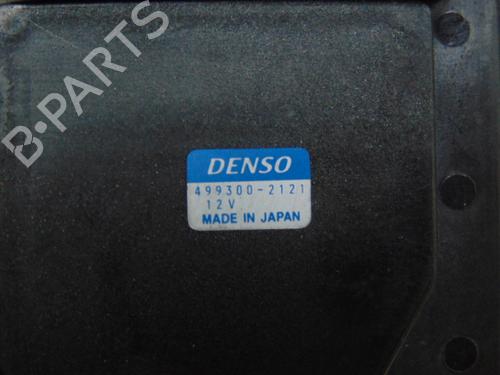 B-PARTS
DENSO
499300-2121
12V
MADE IN JAPAN